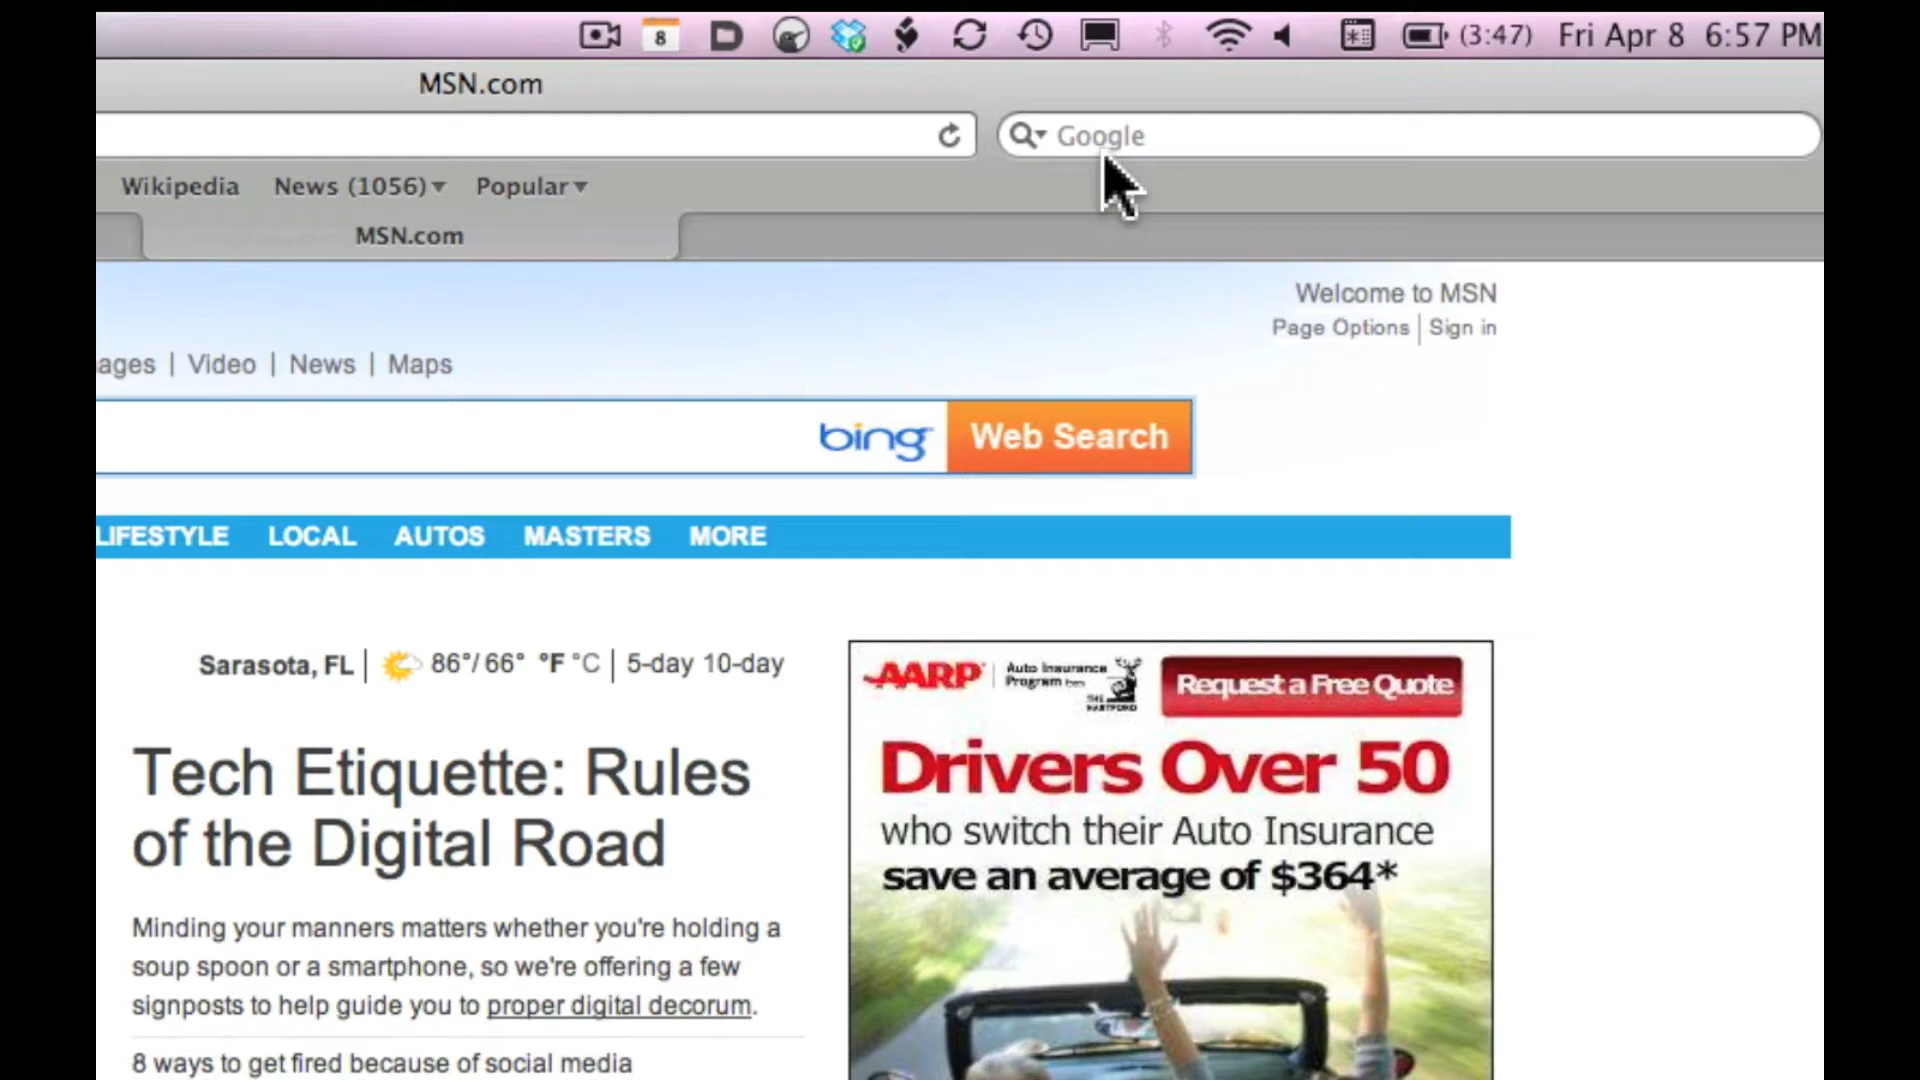 8 (3:47) Fri Apr 8 6:57 PM
MSN.com
Google
Wikipedia News (1056) Popular
MSN.com
Welcome to MSN
Page Options | Sign in
ages | Video | News | Maps
bing Web Search
LIFESTYLE LOCAL AUTOS MASTERS MORE
Sarasota, FL | 86°/ 66° °F °C | 5-day 10-day
AARP Auto Insurance
Program from
THE
HARTFORD
Request a Free Quote
Drivers Over 50
who switch their Auto Insurance
save an average of $364*
Tech Etiquette: Rules
of the Digital Road
Minding your manners matters whether you're holding a
soup spoon or a smartphone, so we're offering a few
signposts to help guide you to proper digital decorum.
8 ways to get fired because of social media